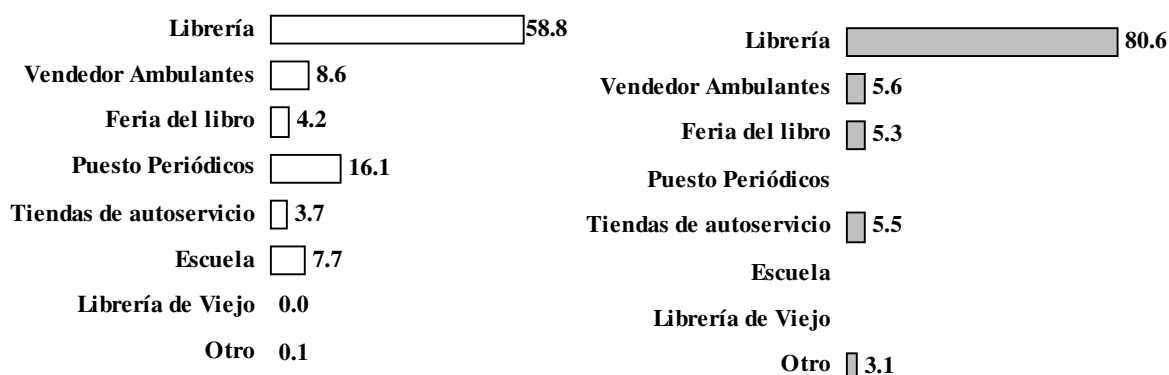 Librería 58.8
Vendedor Ambulantes 8.6
Feria del libro 4.2
Puesto Periódicos 16.1
Tiendas de autoservicio 3.7
Escuela 7.7
Librería de Viejo 0.0
Otro 0.1
Librería 80.6
Vendedor Ambulantes 5.6
Feria del libro 5.3
Puesto Periódicos
Tiendas de autoservicio 5.5
Escuela
Librería de Viejo
Otro 3.1